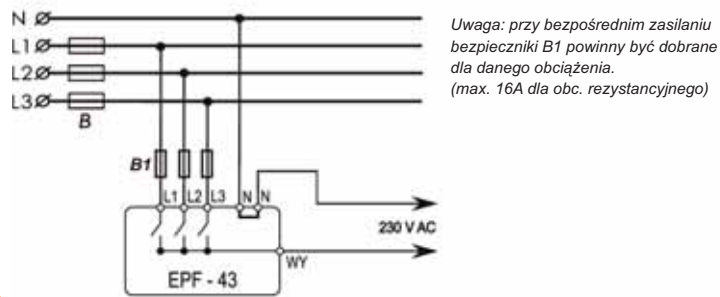 N
L1
L2
L3
B
B1
L1 L2 L3 N N
230 V AC
WY
EPF - 43
Uwaga: przy bezpośrednim zasilaniu
bezpieczniki B1 powinny być dobrane
dla danego obciążenia.
(max. 16A dla obc. rezystancyjnego)